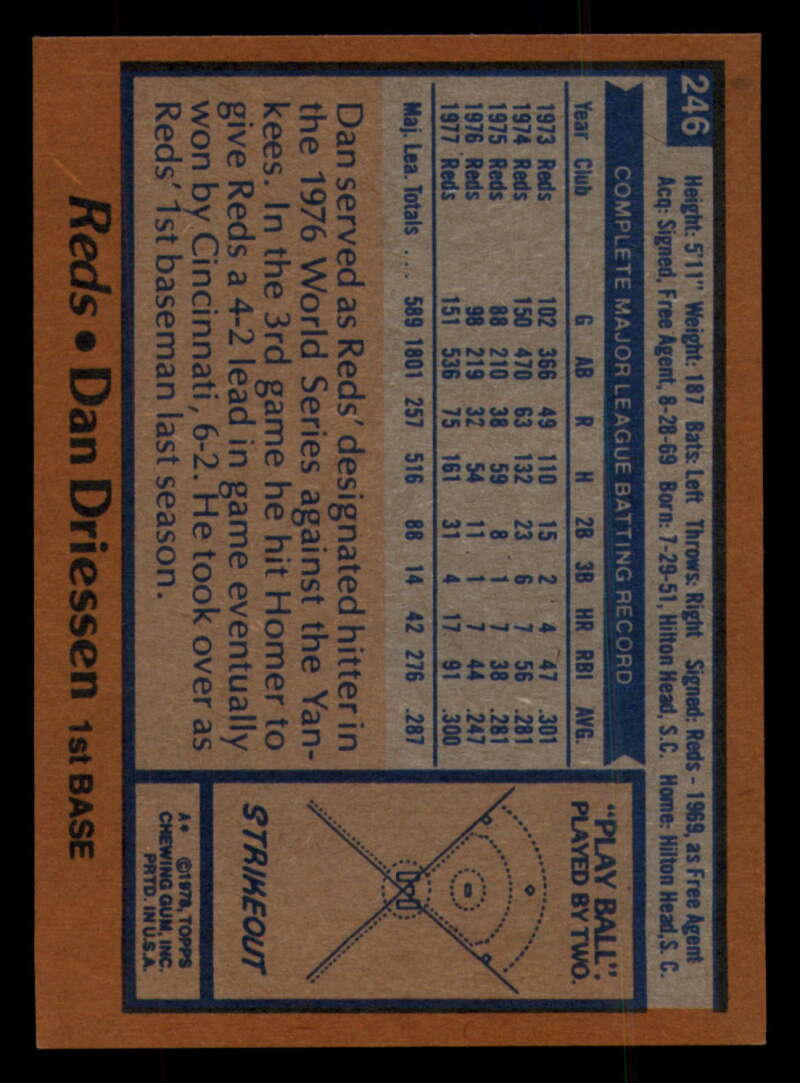 246
Height: 5'11" Weight: 187 Bats: Left Throws: Right Signed: Reds - 1969, as Free Agent
Acq: Signed, Free Agent, 8-28-69 Born: 7-29-51, Hilton Head, S.C. Home: Hilton Head, S. C.
COMPLETE MAJOR LEAGUE BATTING RECORD
Year Club G AB R H 2B 3B HR RBI AVG.
1973 Reds 102 366 49 110 15 2 4 47 .301
1974 Reds 150 470 63 132 23 6 7 56 .281
1975 Reds 88 210 38 59 8 1 7 38 .281
1976 Reds 98 219 32 54 11 1 7 44 .247
1977 Reds 151 536 75 161 31 4 17 91 .300
Maj. Lea. Totals .... 589 1801 257 516 88 14 42 276 .287
Dan served as Reds' designated hitter in
the 1976 World Series against the Yan-
kees. In the 3rd game he hit Homer to
give Reds a 4-2 lead in game eventually
won by Cincinnati, 6-2. He took over as
Reds' 1st baseman last season.
"PLAY BALL":
PLAYED BY TWO.
STRIKEOUT
A* ©1978, TOPPS
CHEWING GUM, INC.
PRTD. IN U.S.A.
Reds • Dan Driessen 1st BASE